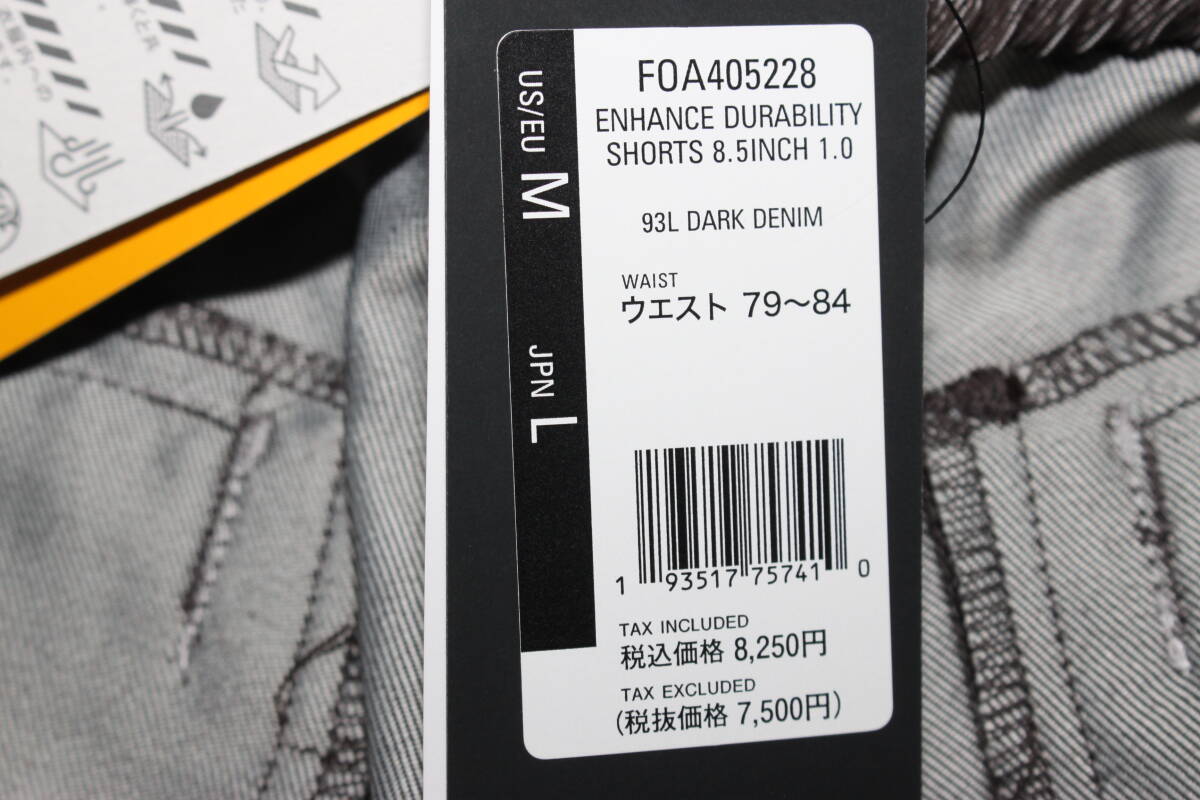 US/EU M
JPN L
FOA405228
ENHANCE DURABILITY
SHORTS 8.5INCH 1.0
93L DARK DENIM
WAIST
ウエスト 79～84
1 93517 75741 0
TAX INCLUDED
税込価格 8,250円
TAX EXCLUDED
(税抜価格 7,500円)